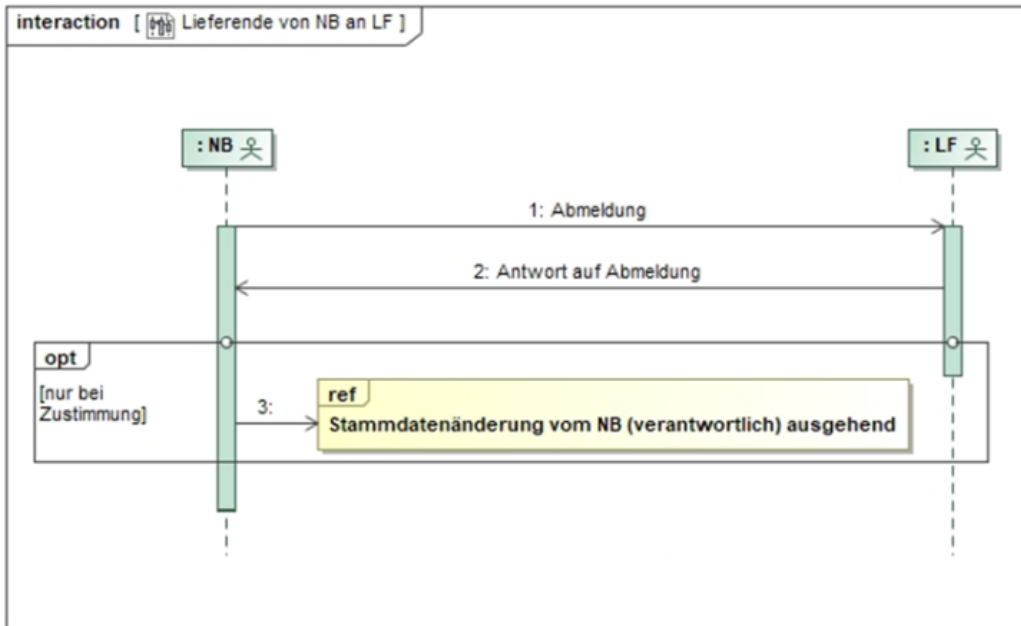 interaction [ Lieferende von NB an LF ]
: NB
: LF
1: Abmeldung
2: Antwort auf Abmeldung
opt
[nur bei
Zustimmung]
3:
ref
Stammdatenänderung vom NB (verantwortlich) ausgehend